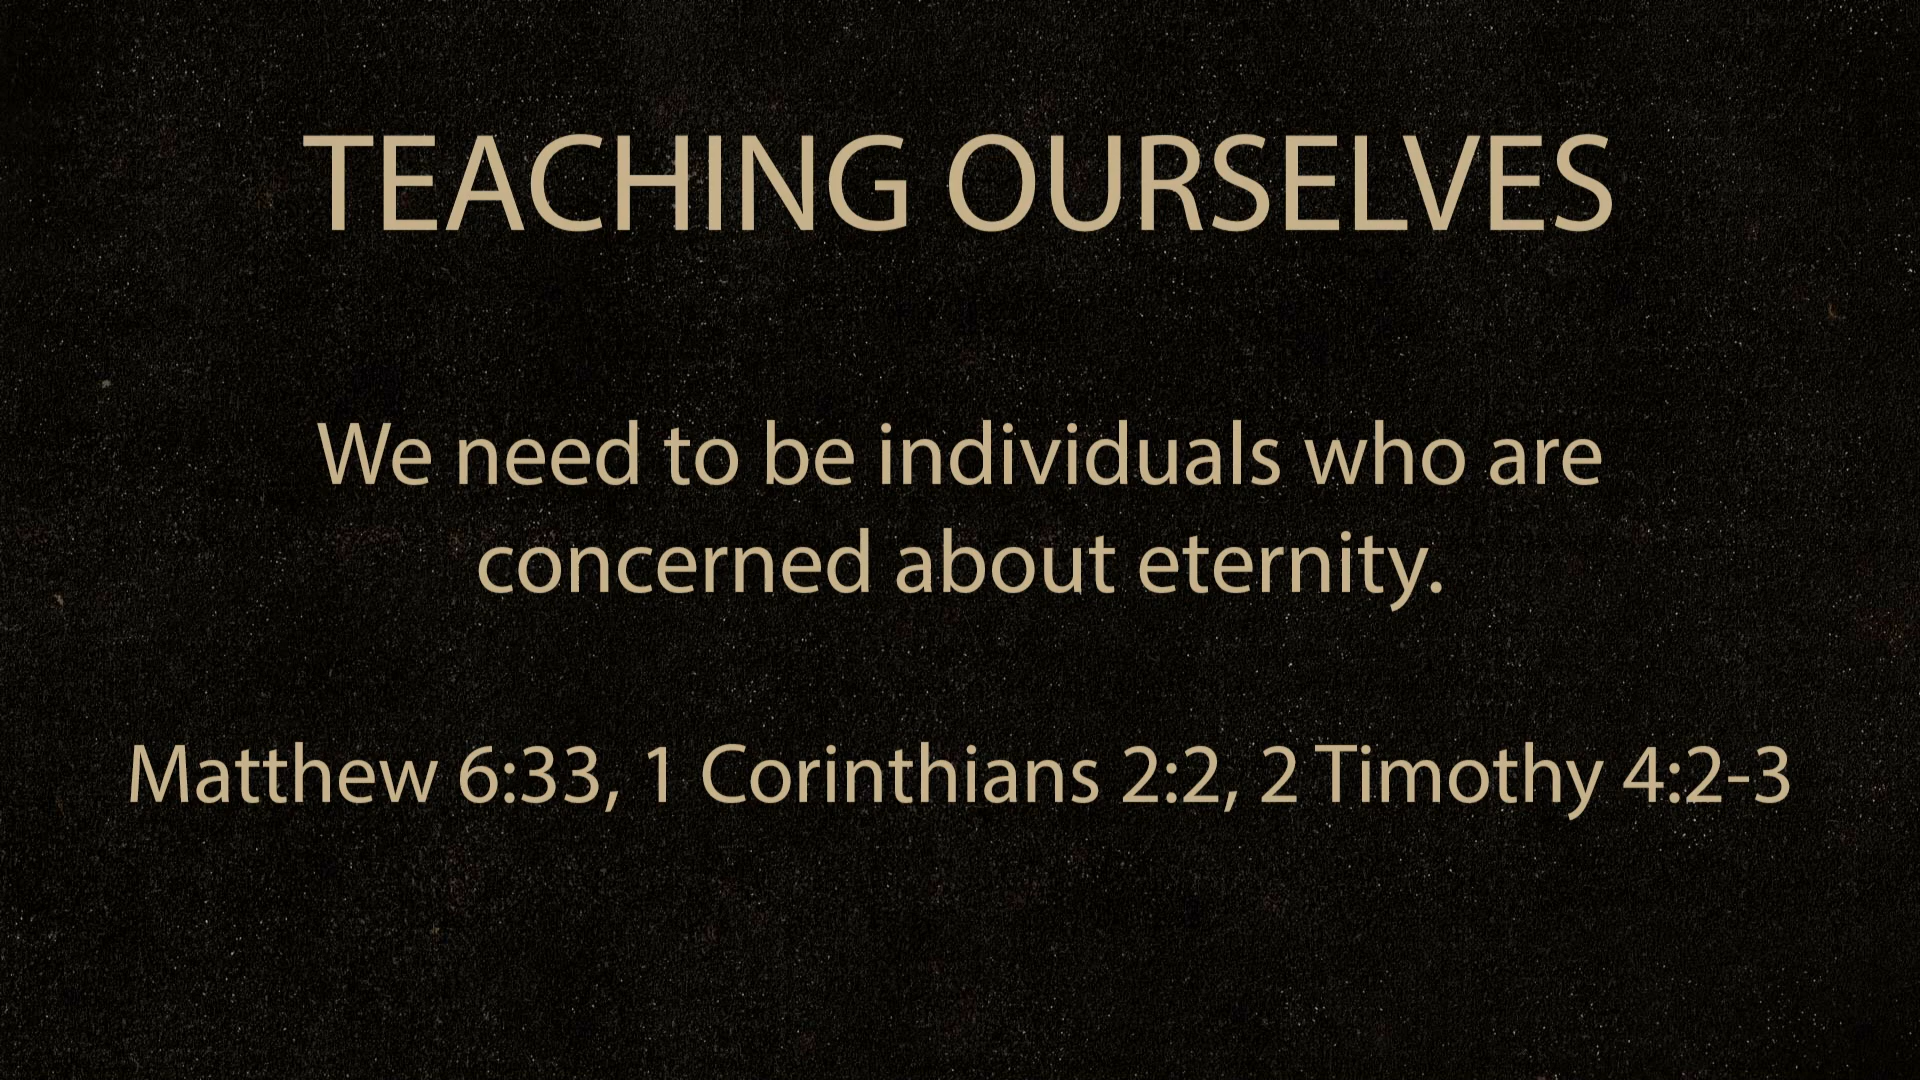 TEACHING OURSELVES
We need to be individuals who are
concerned about eternity.
Matthew 6:33, 1 Corinthians 2:2, 2 Timothy 4:2-3